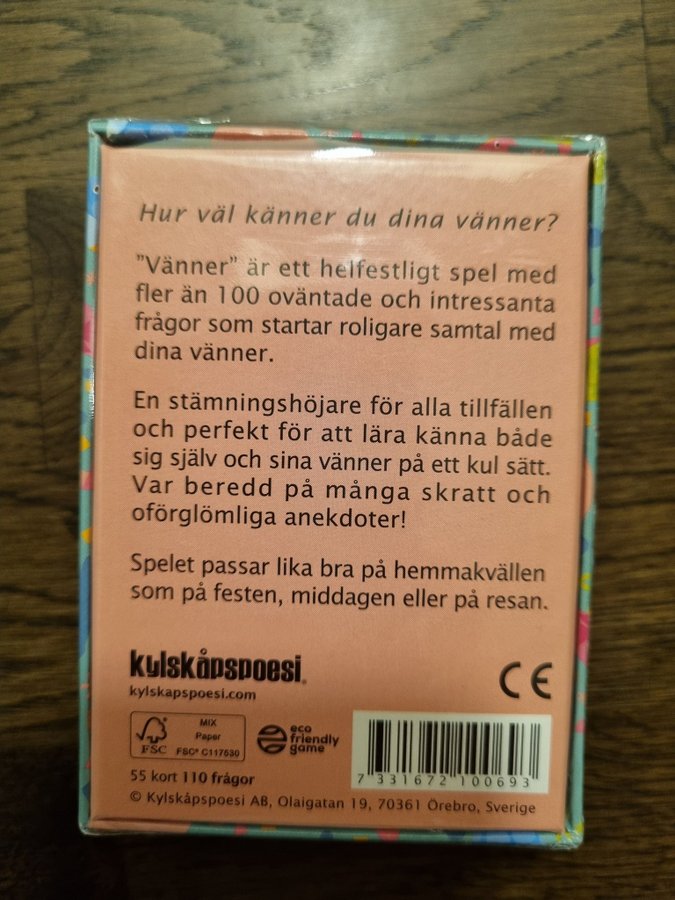 Hur väl känner du dina vänner?
”Vänner” är ett helfestligt spel med
fler än 100 oväntade och intressanta
frågor som startar roligare samtal med
dina vänner.
En stämningshöjare för alla tillfällen
och perfekt för att lära känna både
sig själv och sina vänner på ett kul sätt.
Var beredd på många skratt och
oförglömliga anekdoter!
Spelet passar lika bra på hemmakvällen
som på festen, middagen eller på resan.
kylskåpspoesi®
kylskapspoesi.com
CE
FSC
MIX
Paper
FSC® C117630
eco
friendly
game
7 331672 100693
55 kort 110 frågor
© Kylskåpspoesi AB, Olaigatan 19, 70361 Örebro, Sverige